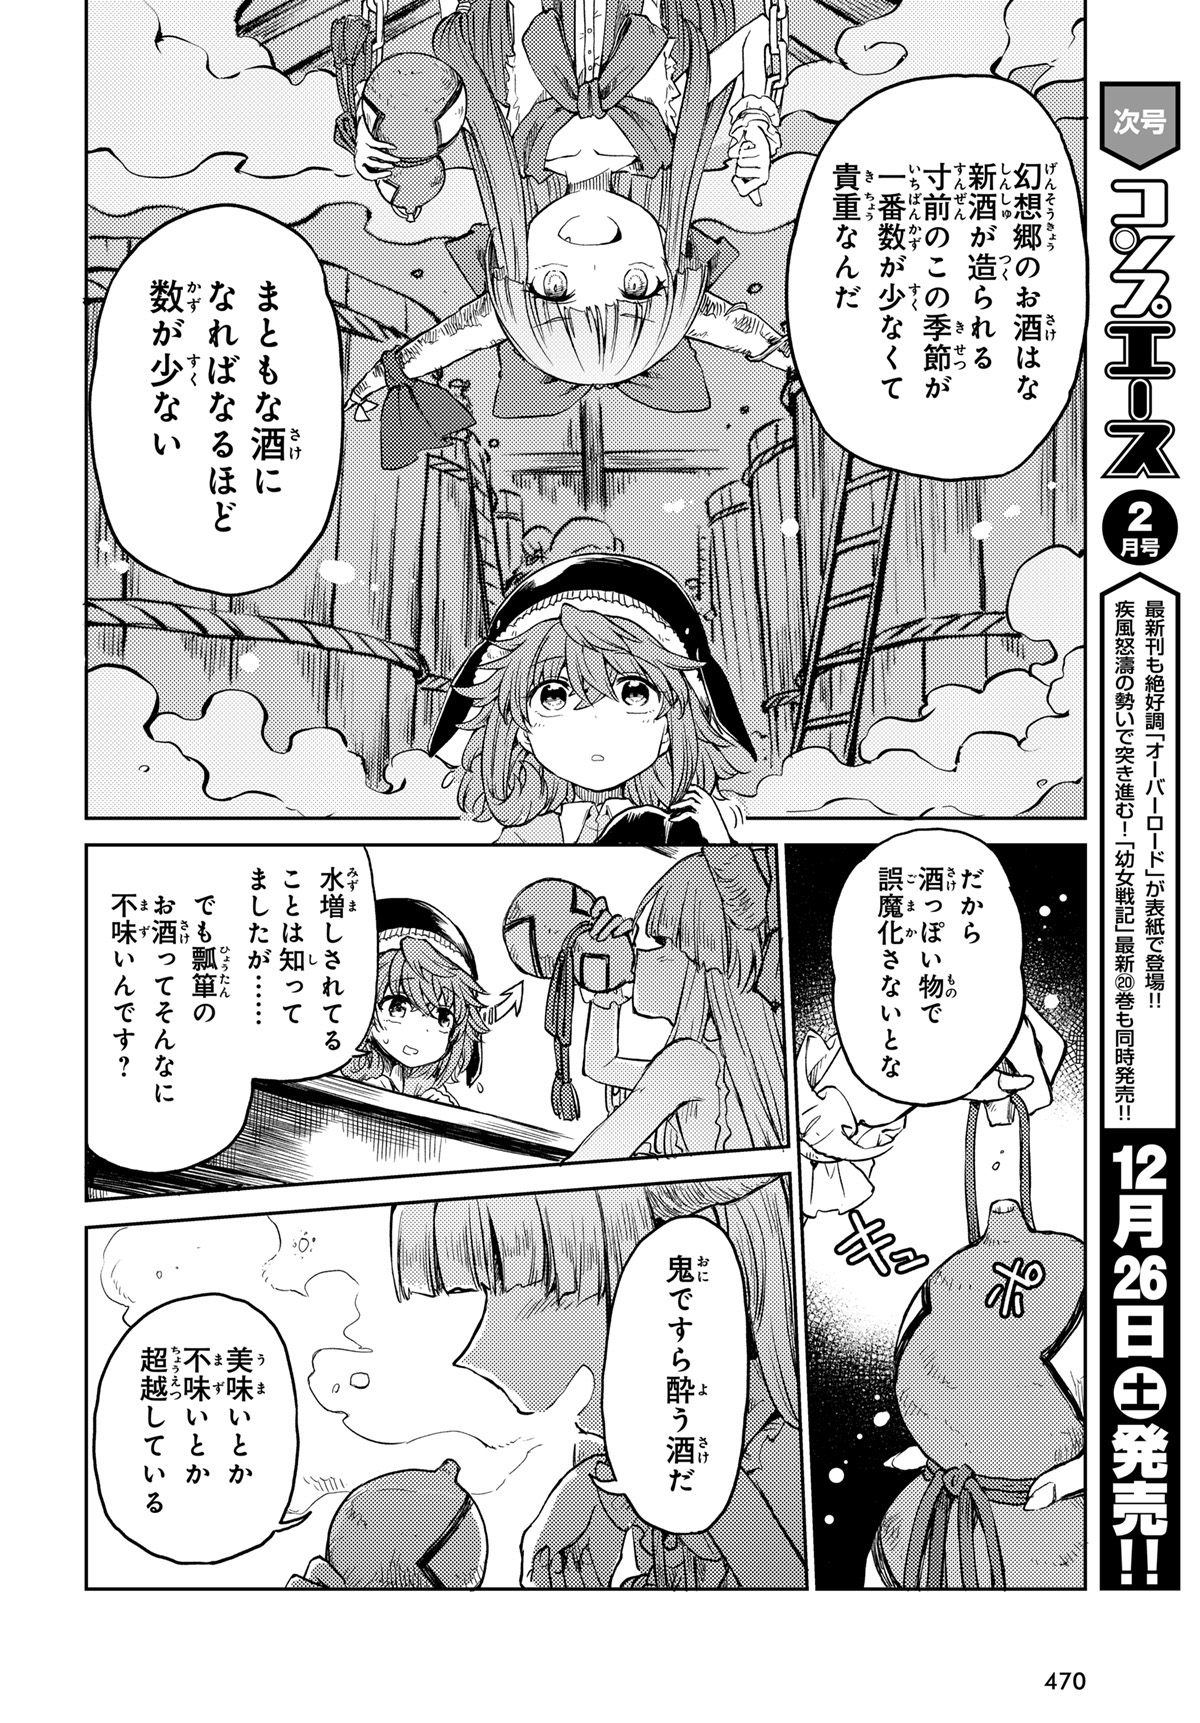 幻想郷のお酒はな
新酒が造られる
寸前のこの季節が
一番数が少なくて
貴重なんだ
まともな酒に
なればなるほど
数が少ない
だから
酒っぽい物で
誤魔化さないとな
キュ
ポ
水増しされてる
ことは知って
ましたが……
でも瓢箪の
お酒ってそんなに
不味いんです?
鬼ですら酔う酒だ
美味いとか
不味いとか
超越している
次号
コンプエース
2月号
最新刊も絶好調「オーバーロード」が表紙で登場!!
疾風怒濤の勢いで突き進む!「幼女戦記」最新⑳巻も同時発売!!
12月26日㊏発売!!
470